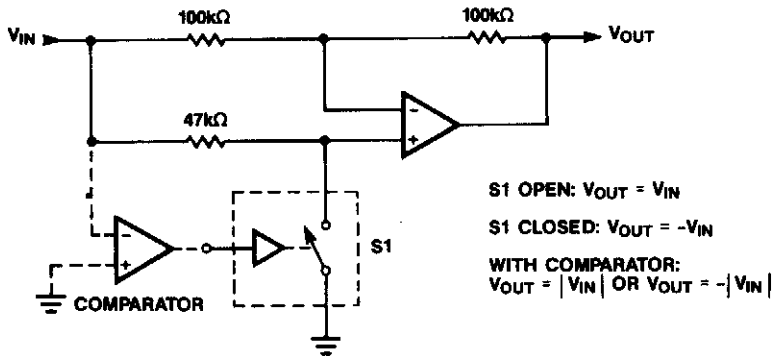 100kΩ
100kΩ
VIN
VOUT
47kΩ
-
+
S1 OPEN: VOUT = VIN
S1 CLOSED: VOUT = -VIN
WITH COMPARATOR:
VOUT = |VIN| OR VOUT = -|VIN|
-
+
S1
COMPARATOR